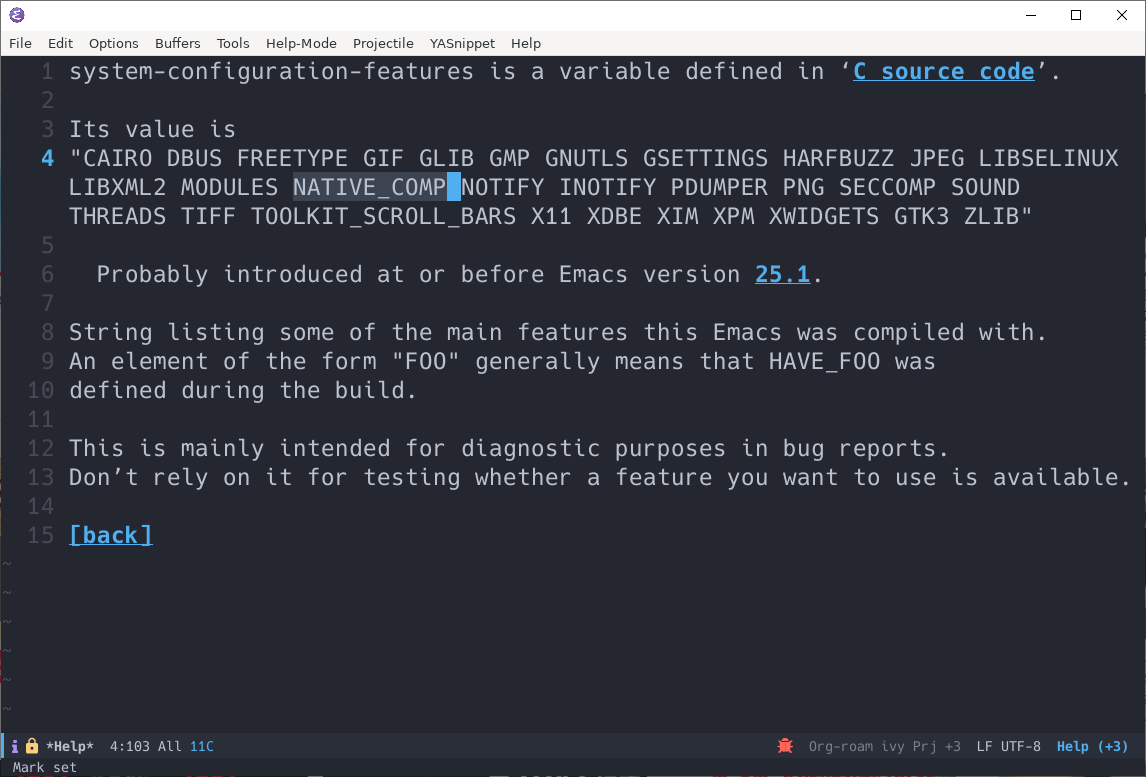 File Edit Options Buffers Tools Help-Mode Projectile YASnippet Help
1 system-configuration-features is a variable defined in ‘C source code’.
2
3 Its value is
4 "CAIRO DBUS FREETYPE GIF GLIB GMP GNUTLS GSETTINGS HARFBUZZ JPEG LIBSELINUX
LIBXML2 MODULES NATIVE_COMP NOTIFY INOTIFY PDUMPER PNG SECCOMP SOUND
THREADS TIFF TOOLKIT_SCROLL_BARS X11 XDBE XIM XPM XWIDGETS GTK3 ZLIB"
5
6 Probably introduced at or before Emacs version 25.1.
7
8 String listing some of the main features this Emacs was compiled with.
9 An element of the form "FOO" generally means that HAVE_FOO was
10 defined during the build.
11
12 This is mainly intended for diagnostic purposes in bug reports.
13 Don’t rely on it for testing whether a feature you want to use is available.
14
15 [back]
~
~
~
~
~
~
i *Help* 4:103 All 11C Org-roam ivy Prj +3 LF UTF-8 Help (+3)
Mark set